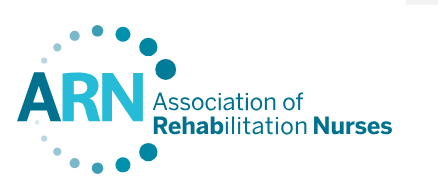 ARN
Association of
Rehabilitation Nurses